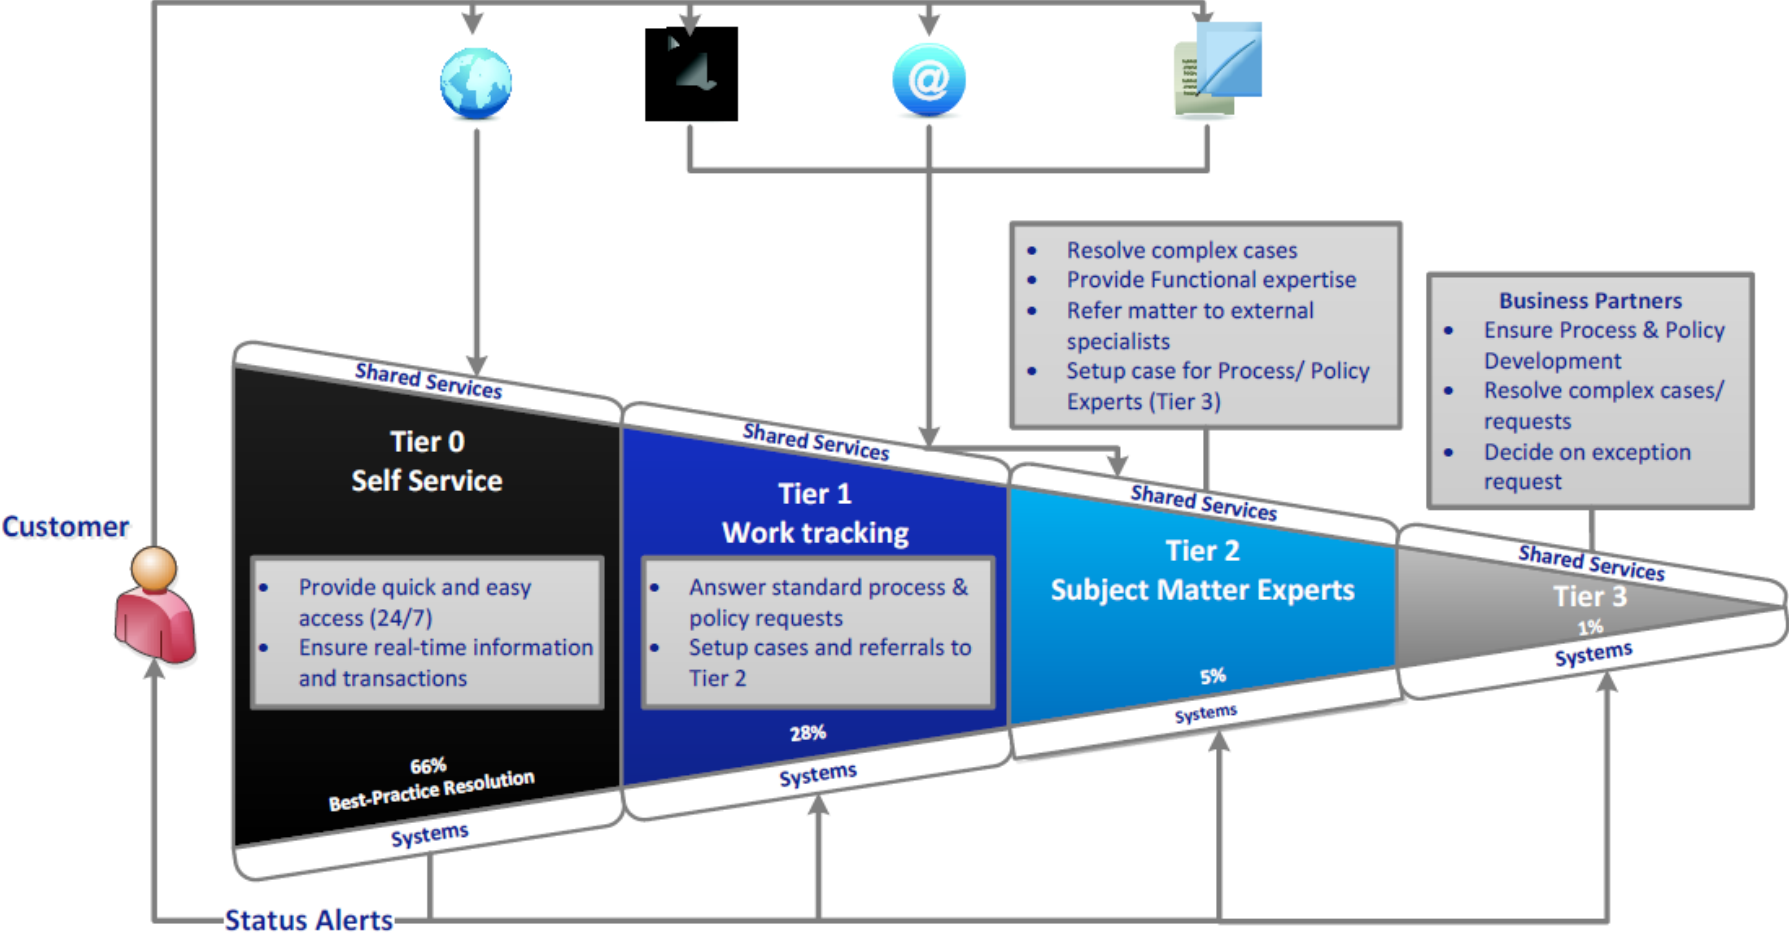 Customer
Shared Services
Tier 0
Self Service
• Provide quick and easy
access (24/7)
• Ensure real-time information
and transactions
66%
Best-Practice Resolution
Systems
Shared Services
Tier 1
Work tracking
• Answer standard process &
policy requests
• Setup cases and referrals to
Tier 2
28%
Systems
• Resolve complex cases
• Provide Functional expertise
• Refer matter to external
specialists
• Setup case for Process/ Policy
Experts (Tier 3)
Shared Services
Tier 2
Subject Matter Experts
5%
Systems
Business Partners
• Ensure Process & Policy
Development
• Resolve complex cases/
requests
• Decide on exception
request
Shared Services
Tier 3
1%
Systems
Status Alerts
@